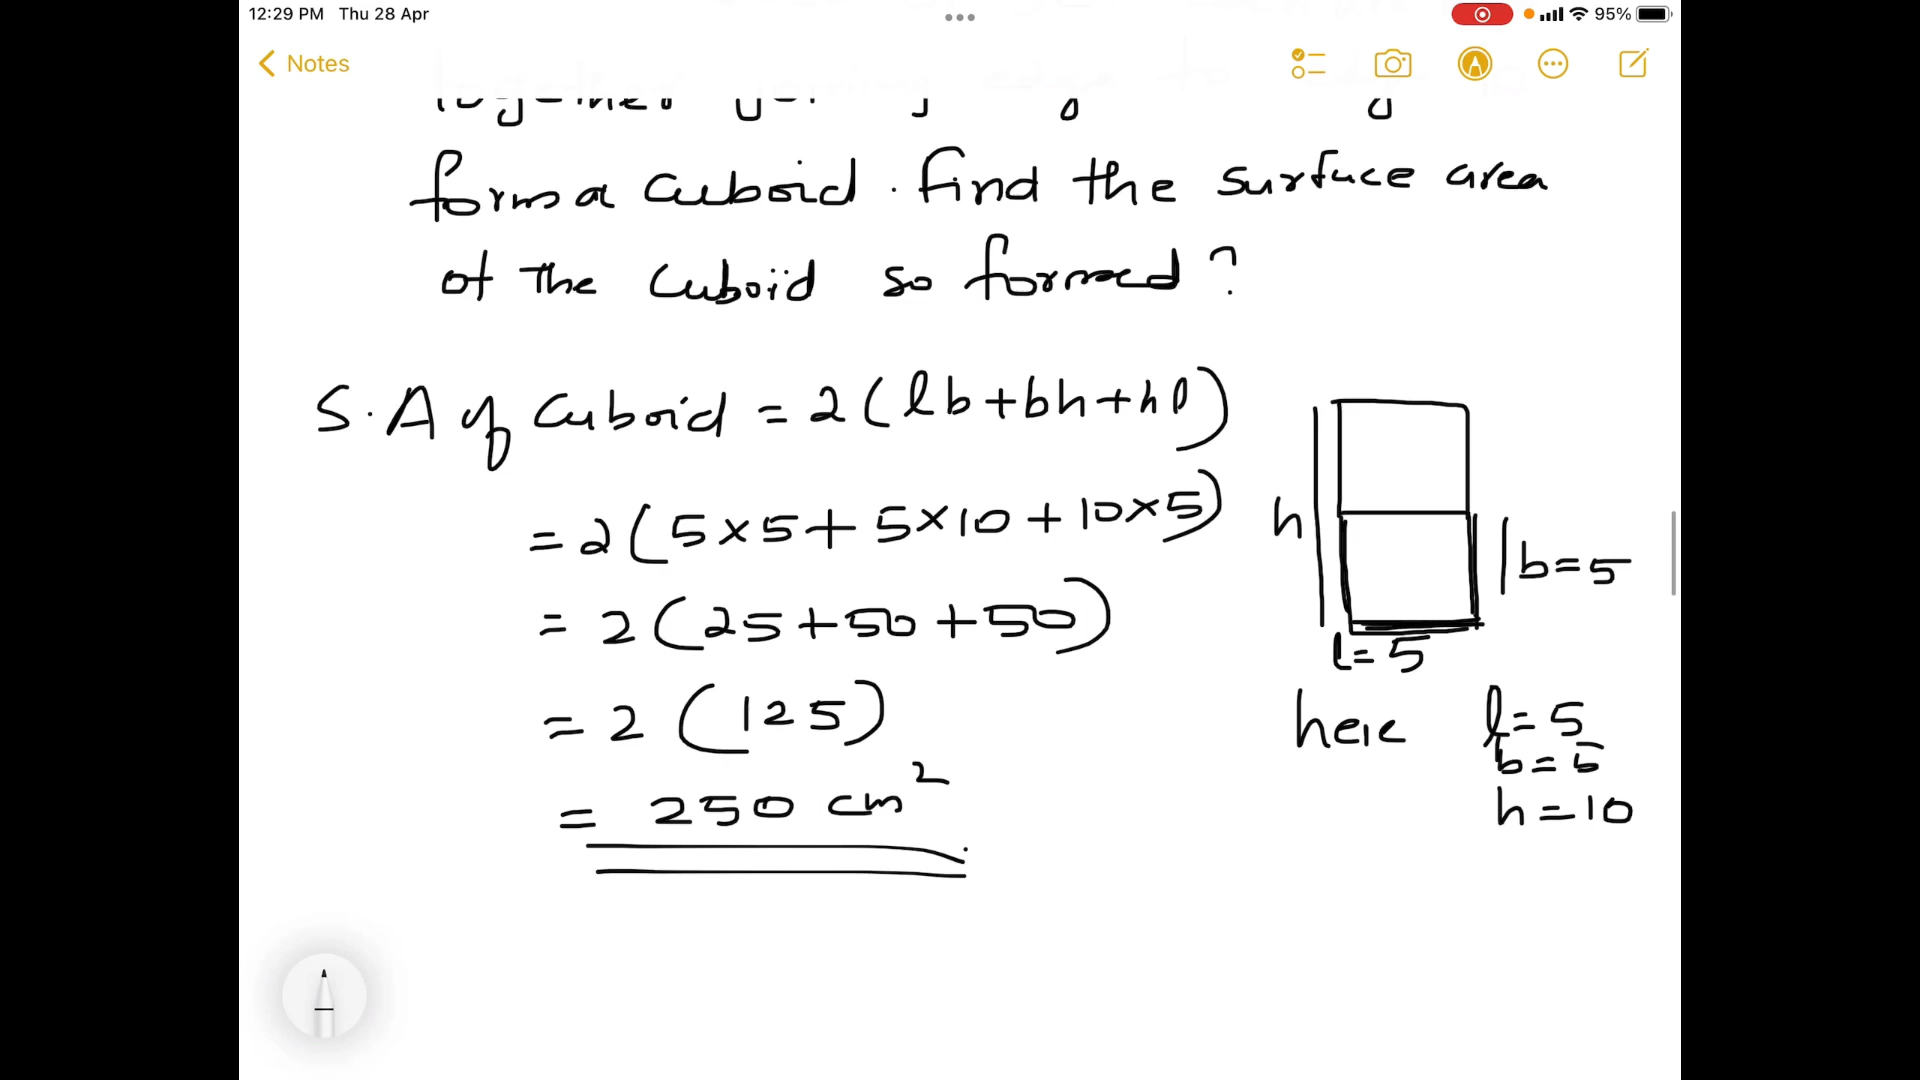 12:29 PM Thu 28 Apr
95%
Notes
together
form a cuboid . find the surface area
of the cuboid so formed ?
S.A of cuboid = 2(lb+bh+hl)
= 2(5×5+5×10+10×5)
= 2(25+50+50)
= 2(125)
= 250 cm²
h
b=5
l=5
here l=5
b=5
h=10